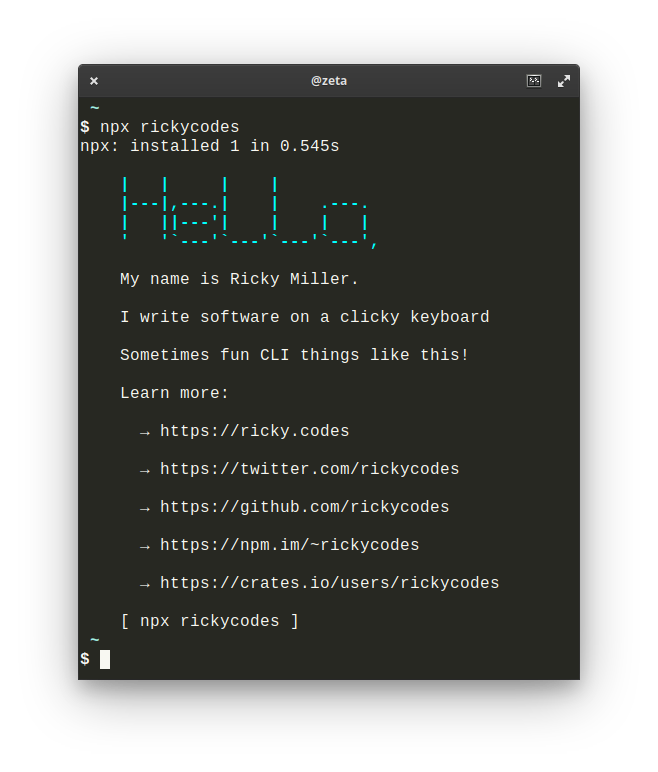 @zeta
~
$ npx rickycodes
npx: installed 1 in 0.545s
|   |     |    |
|---|,---.|    |    .---.
|   ||---'|    |    |   |
'   '`---'`---'`---'`---',
My name is Ricky Miller.
I write software on a clicky keyboard
Sometimes fun CLI things like this!
Learn more:
→ https://ricky.codes
→ https://twitter.com/rickycodes
→ https://github.com/rickycodes
→ https://npm.im/~rickycodes
→ https://crates.io/users/rickycodes
[ npx rickycodes ]
~
$